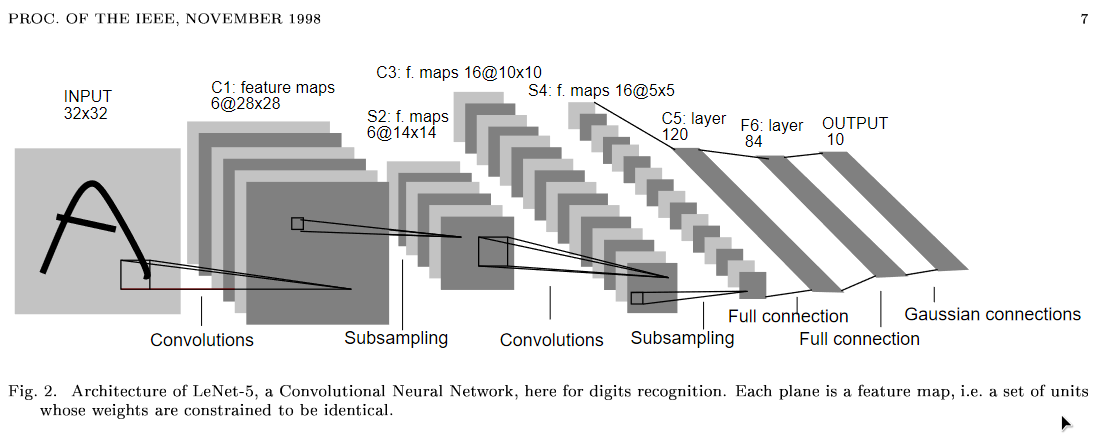 PROC. OF THE IEEE, NOVEMBER 1998 7
INPUT
32x32
C1: feature maps
6@28x28
S2: f. maps
6@14x14
C3: f. maps 16@10x10
S4: f. maps 16@5x5
C5: layer
120
F6: layer
84
OUTPUT
10
Convolutions
Subsampling
Convolutions
Subsampling
Full connection
Full connection
Gaussian connections
Fig. 2. Architecture of LeNet-5, a Convolutional Neural Network, here for digits recognition. Each plane is a feature map, i.e. a set of units
whose weights are constrained to be identical.